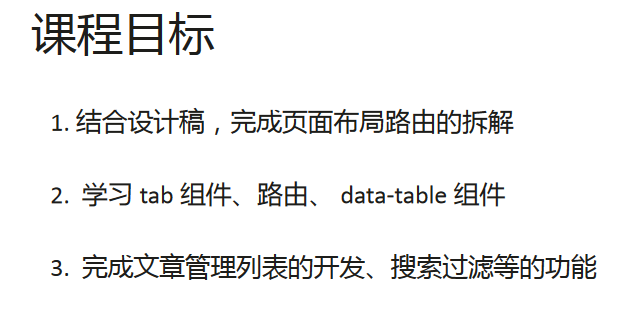 课程目标
1. 结合设计稿，完成页面布局路由的拆解
2. 学习 tab 组件、路由、 data-table 组件
3. 完成文章管理列表的开发、搜索过滤等的功能